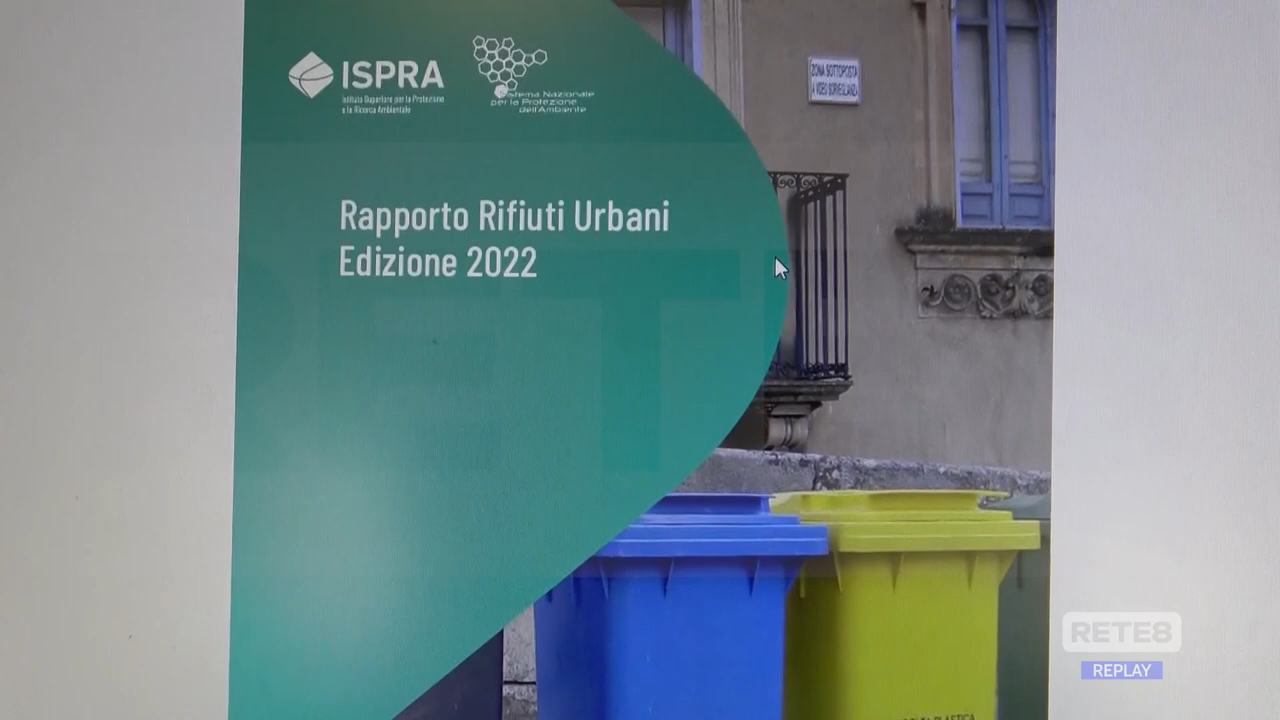 ISPRA
Istituto Superiore per la Protezione
e la Ricerca Ambientale
Sistema Nazionale
per la Protezione
dell'Ambiente
ZONA SOTTOPOSTA
A VIDEO SORVEGLIANZA
Rapporto Rifiuti Urbani
Edizione 2022
PLASTICA
RETE8
REPLAY